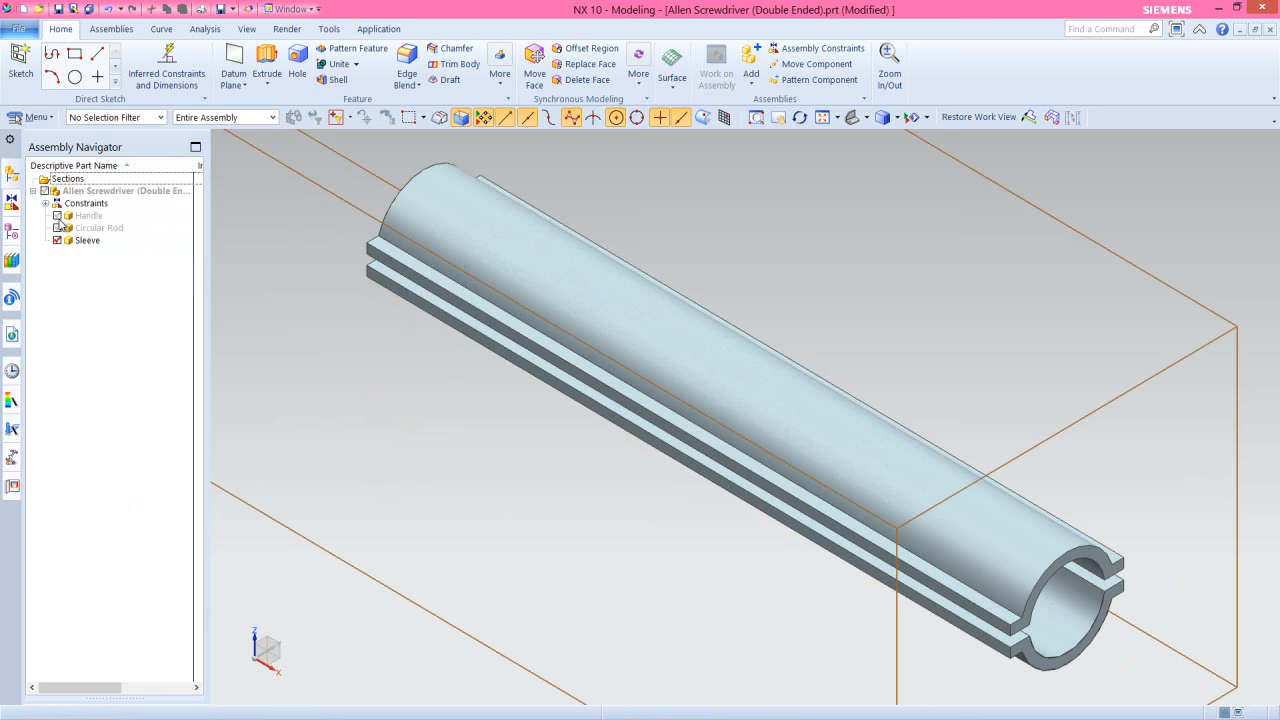 Window
NX 10 - Modeling - [Allen Screwdriver (Double Ended).prt (Modified) ]
SIEMENS
File Home Assemblies Curve Analysis View Render Tools Application
Find a Command
Sketch
Inferred Constraints and Dimensions
Direct Sketch
Datum Plane
Extrude
Hole
Pattern Feature
Unite
Shell
Edge Blend
Chamfer
Trim Body
Draft
More
Feature
Move Face
Offset Region
Replace Face
Delete Face
More
Synchronous Modeling
Surface
Work on Assembly
Add
Assembly Constraints
Move Component
Pattern Component
Assemblies
Zoom In/Out
Menu
No Selection Filter
Entire Assembly
Restore Work View
Assembly Navigator
Descriptive Part Name
Sections
Allen Screwdriver (Double En...
Constraints
Handle
Circular Rod
Sleeve
Z
X